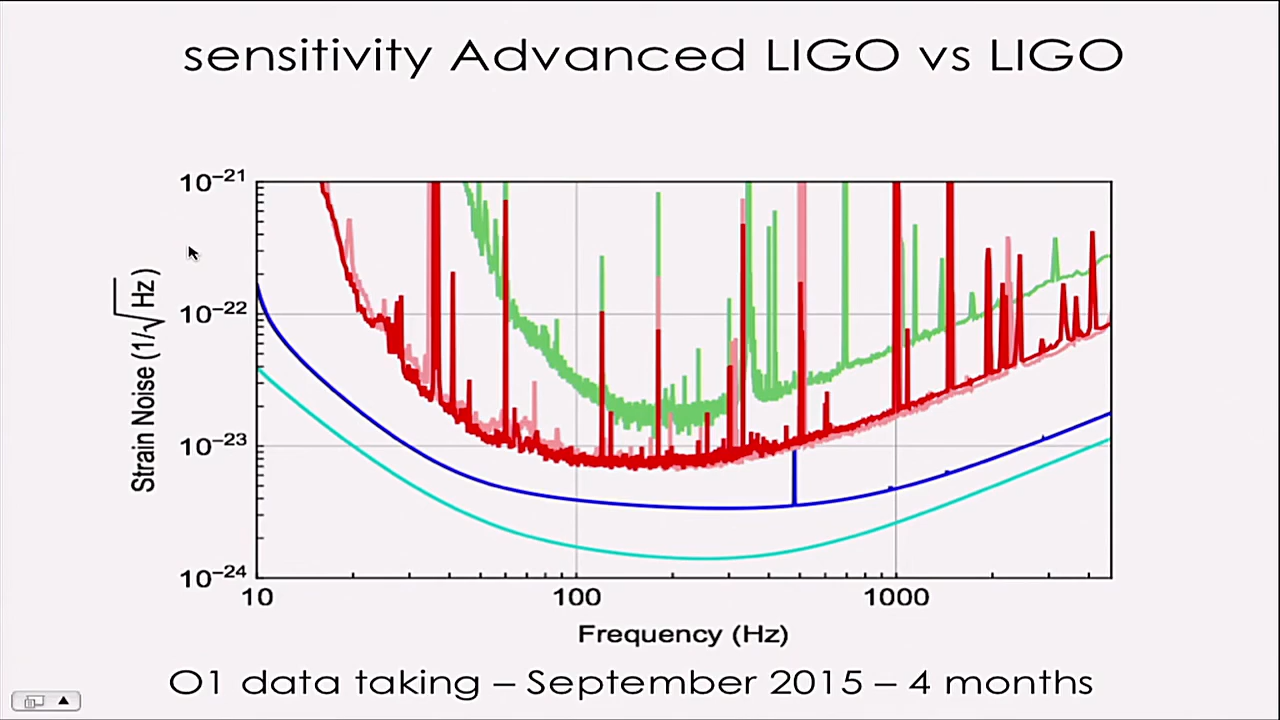 sensitivity Advanced LIGO vs LIGO
10⁻²¹
10⁻²²
10⁻²³
10⁻²⁴
Strain Noise (1/√Hz)
10 100 1000
Frequency (Hz)
O1 data taking – September 2015 – 4 months